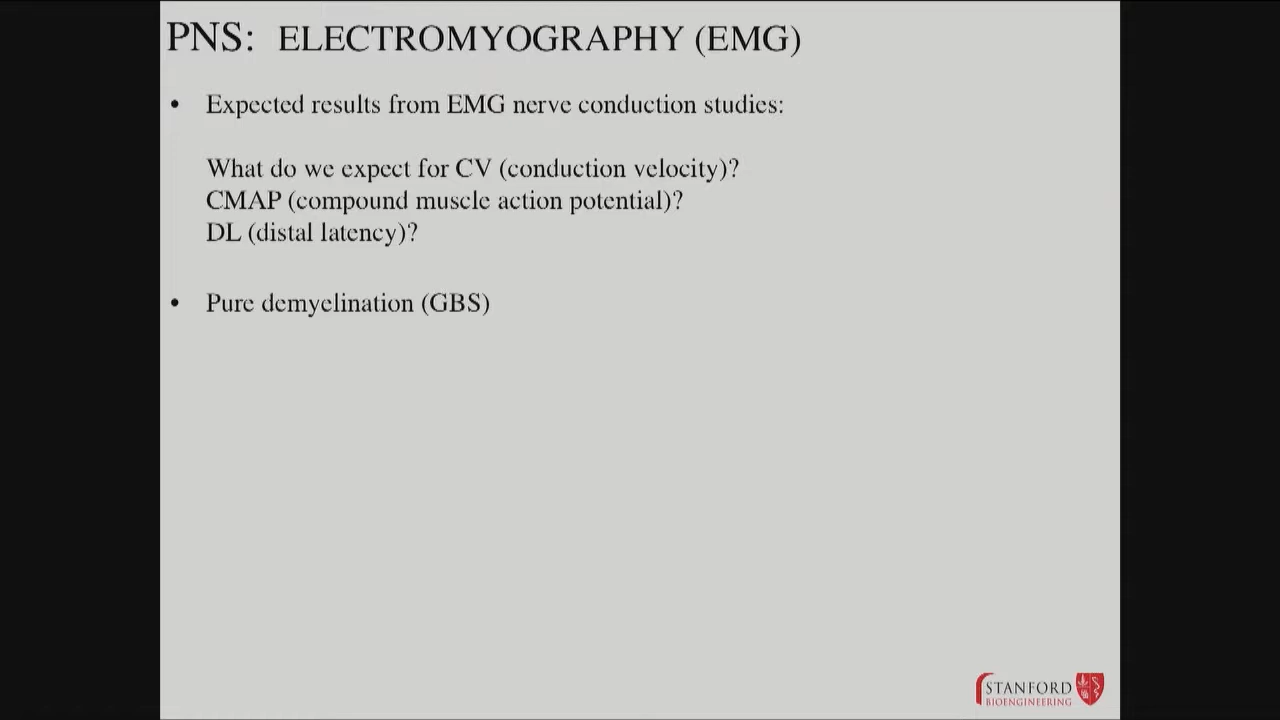 PNS: ELECTROMYOGRAPHY (EMG)
• Expected results from EMG nerve conduction studies:
What do we expect for CV (conduction velocity)?
CMAP (compound muscle action potential)?
DL (distal latency)?
• Pure demyelination (GBS)
STANFORD
BIOENGINEERING